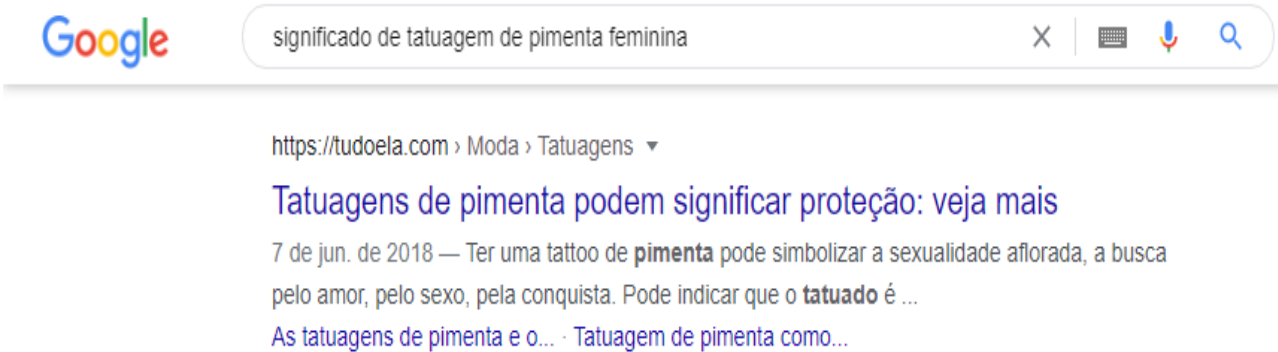 Google
significado de tatuagem de pimenta feminina
https://tudoela.com › Moda › Tatuagens
Tatuagens de pimenta podem significar proteção: veja mais
7 de jun. de 2018 — Ter uma tattoo de pimenta pode simbolizar a sexualidade aflorada, a busca
pelo amor, pelo sexo, pela conquista. Pode indicar que o tatuado é ...
As tatuagens de pimenta e o... · Tatuagem de pimenta como...